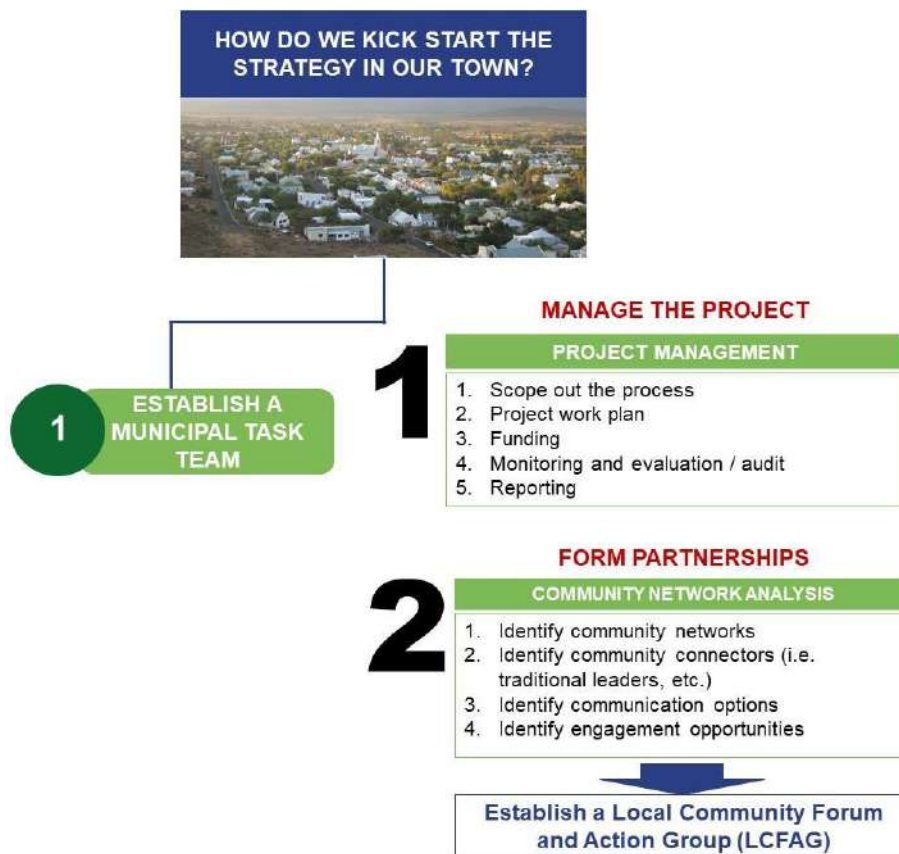 HOW DO WE KICK START THE
STRATEGY IN OUR TOWN?
1
ESTABLISH A
MUNICIPAL TASK
TEAM
MANAGE THE PROJECT
1
PROJECT MANAGEMENT
1. Scope out the process
2. Project work plan
3. Funding
4. Monitoring and evaluation / audit
5. Reporting
FORM PARTNERSHIPS
2
COMMUNITY NETWORK ANALYSIS
1. Identify community networks
2. Identify community connectors (i.e.
traditional leaders, etc.)
3. Identify communication options
4. Identify engagement opportunities
Establish a Local Community Forum
and Action Group (LCFAG)